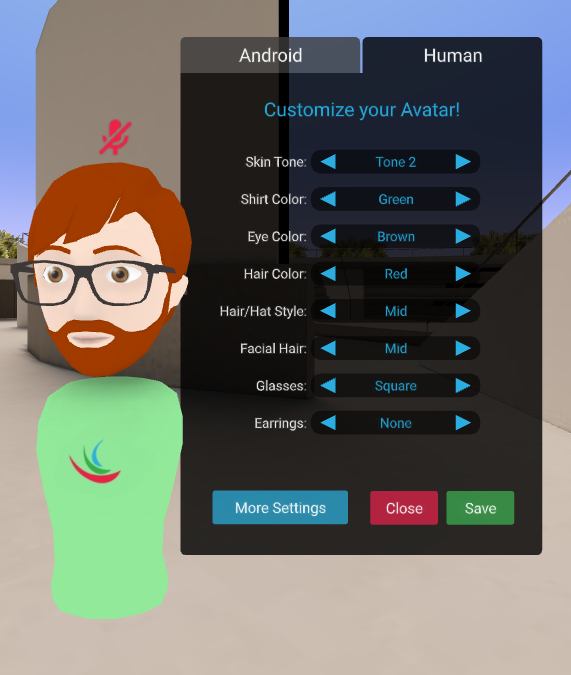 Android
Human
Customize your Avatar!
Skin Tone: Tone 2
Shirt Color: Green
Eye Color: Brown
Hair Color: Red
Hair/Hat Style: Mid
Facial Hair: Mid
Glasses: Square
Earrings: None
More Settings
Close
Save